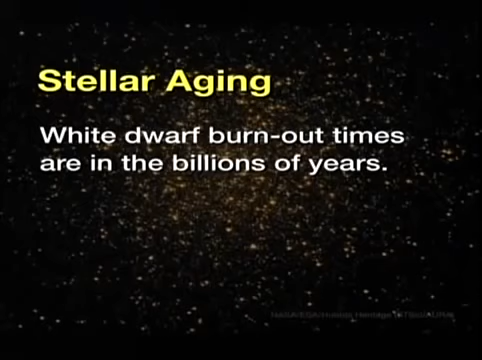 Stellar Aging
White dwarf burn-out times
are in the billions of years.